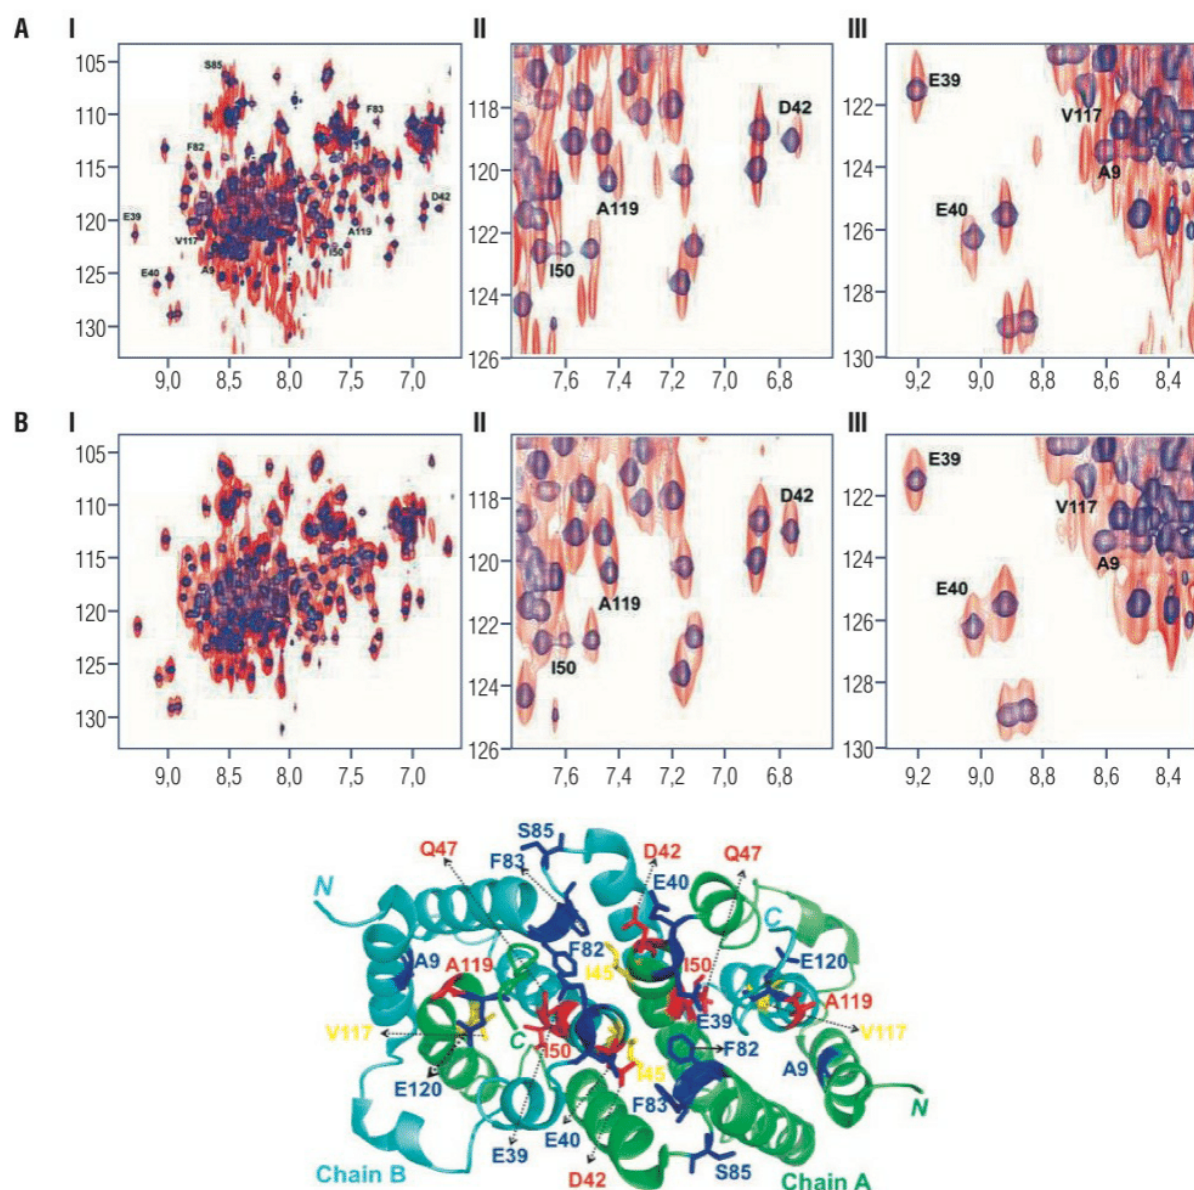 A I II III
105
110
115
120
125
130
9,0 8,5 8,0 7,5 7,0
S85
F83
F82
D42
E39
A119
V117
I50
E40
A9
118
120
122
124
126
7,6 7,4 7,2 7,0 6,8
D42
A119
I50
122
124
126
128
130
9,2 9,0 8,8 8,6 8,4
E39
V117
A9
E40
B I II III
105
110
115
120
125
130
9,0 8,5 8,0 7,5 7,0
118
120
122
124
126
7,6 7,4 7,2 7,0 6,8
D42
A119
I50
122
124
126
128
130
9,2 9,0 8,8 8,6 8,4
E39
V117
A9
E40
S85
Q47 F83 D42 Q47
N E40 C
A9 A119 F82 I45 I50 E120
A119
V117 C I50 E39 V117
F82
E120 I45 A9
F83 N
E39 E40
Chain B D42 S85 Chain A